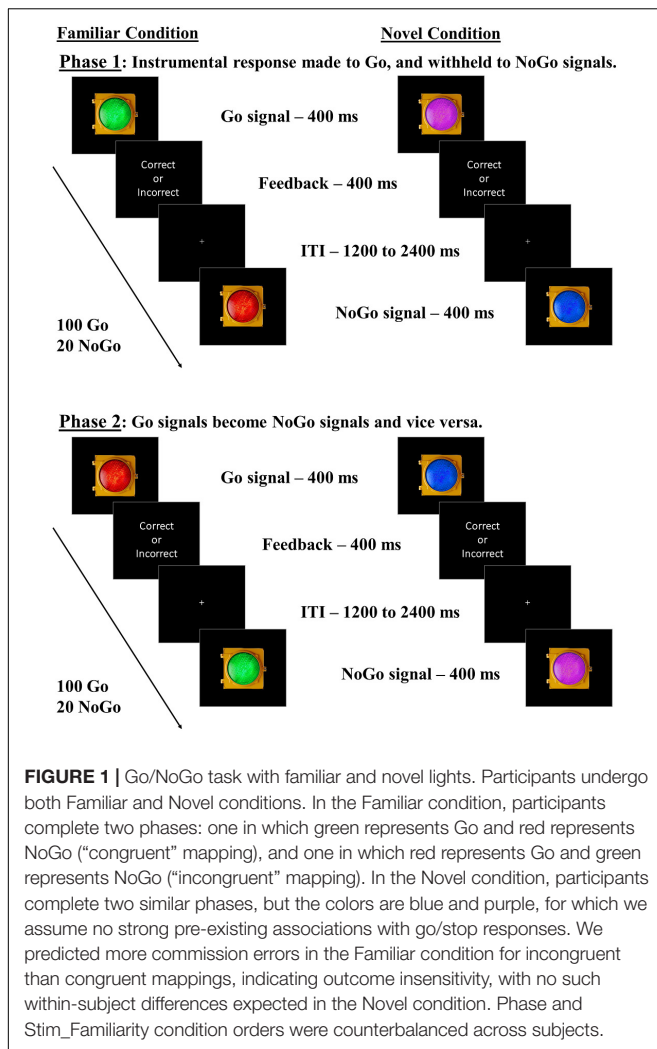 Familiar Condition
Novel Condition
Phase 1: Instrumental response made to Go, and withheld to NoGo signals.
Go signal – 400 ms
Correct
or
Incorrect
Feedback – 400 ms
Correct
or
Incorrect
+
ITI – 1200 to 2400 ms
+
NoGo signal – 400 ms
100 Go
20 NoGo
Phase 2: Go signals become NoGo signals and vice versa.
Go signal – 400 ms
Correct
or
Incorrect
Feedback – 400 ms
Correct
or
Incorrect
+
ITI – 1200 to 2400 ms
+
NoGo signal – 400 ms
100 Go
20 NoGo
FIGURE 1 | Go/NoGo task with familiar and novel lights. Participants undergo
both Familiar and Novel conditions. In the Familiar condition, participants
complete two phases: one in which green represents Go and red represents
NoGo (“congruent” mapping), and one in which red represents Go and green
represents NoGo (“incongruent” mapping). In the Novel condition, participants
complete two similar phases, but the colors are blue and purple, for which we
assume no strong pre-existing associations with go/stop responses. We
predicted more commission errors in the Familiar condition for incongruent
than congruent mappings, indicating outcome insensitivity, with no such
within-subject differences expected in the Novel condition. Phase and
Stim_Familiarity condition orders were counterbalanced across subjects.